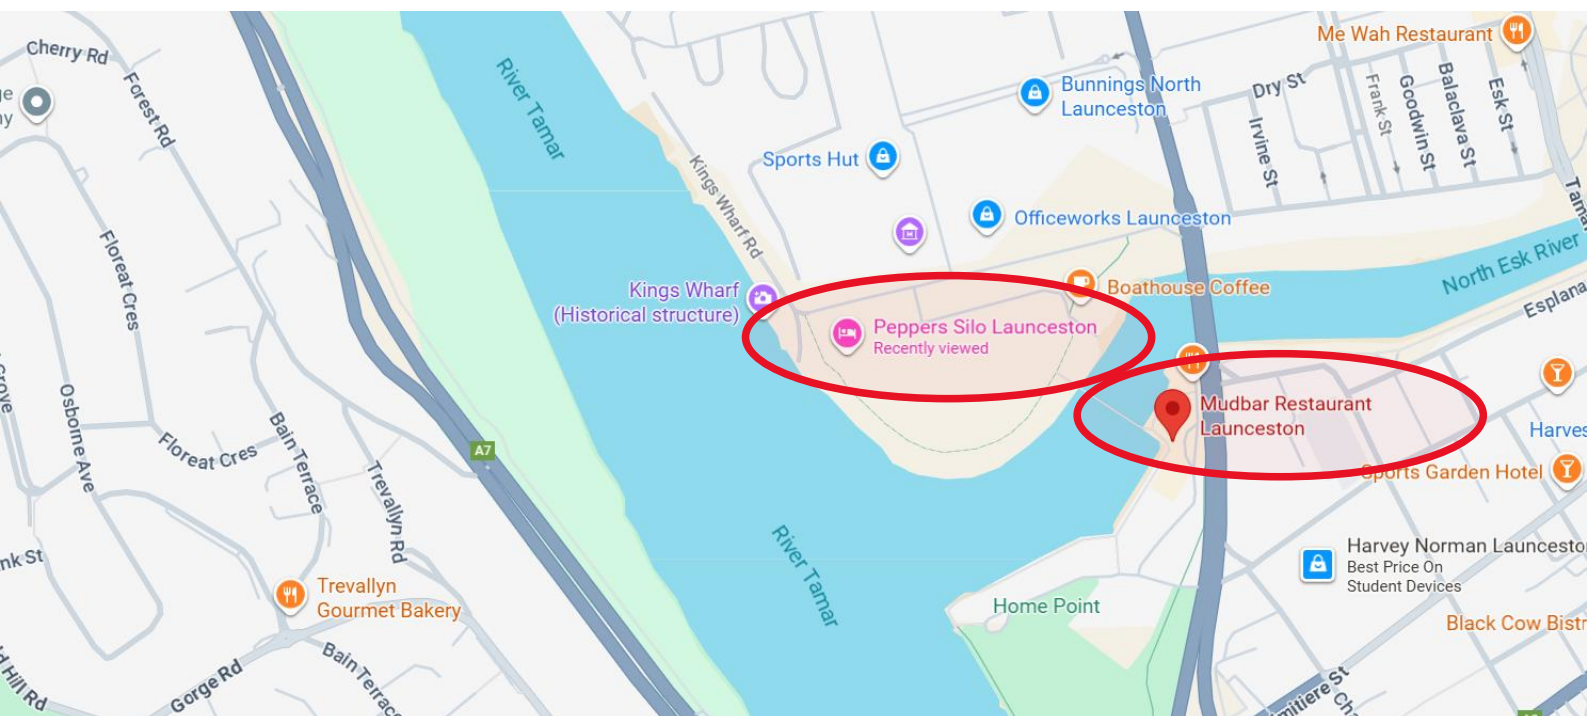 Cherry Rd
Forest Rd
River Tamar
Me Wah Restaurant
Bunnings North
Launceston
Dry St
Irvine St
Frank St
Goodwin St
Balaclava St
Esk St
Sports Hut
Kings Wharf Rd
Officeworks Launceston
Floreat Cres
North Esk River
Kings Wharf
(Historical structure)
Boathouse Coffee
Peppers Silo Launceston
Recently viewed
Mudbar Restaurant
Launceston
Osborne Ave
Floreat Cres
Bain Terrace
Trevallyn Rd
A7
Sports Garden Hotel
River Tamar
Harvey Norman Launcesto
Best Price On
Student Devices
Trevallyn
Gourmet Bakery
Home Point
Black Cow Bistr
Gorge Rd
Bain Terrace